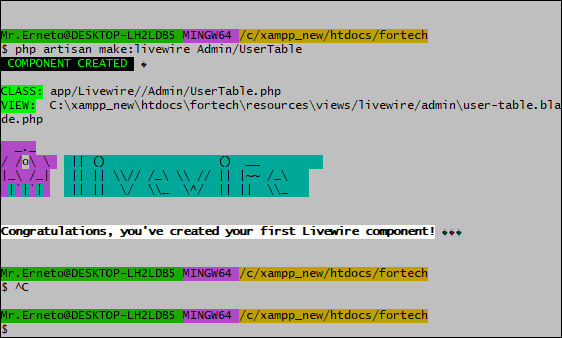 Mr.Erneto@DESKTOP-LH2LDB5 MINGW64 /c/xampp_new/htdocs/fortech
$ php artisan make:livewire Admin/UserTable
COMPONENT CREATED
CLASS: app/Livewire//Admin/UserTable.php
VIEW:  C:\xampp_new\htdocs\fortech\resources\views/livewire/admin\user-table.bla
de.php
Congratulations, you've created your first Livewire component!
Mr.Erneto@DESKTOP-LH2LDB5 MINGW64 /c/xampp_new/htdocs/fortech
$ ^C
Mr.Erneto@DESKTOP-LH2LDB5 MINGW64 /c/xampp_new/htdocs/fortech
$